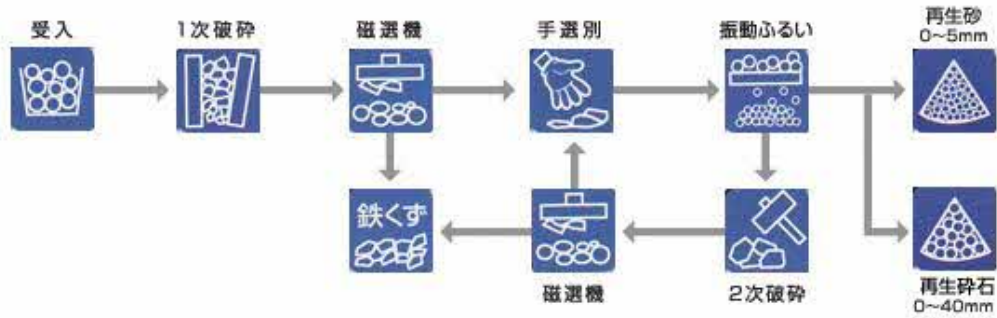 受入
1次破砕
磁選機
手選別
振動ふるい
再生砂
0～5mm
鉄くず
磁選機
2次破砕
再生砕石
0～40mm